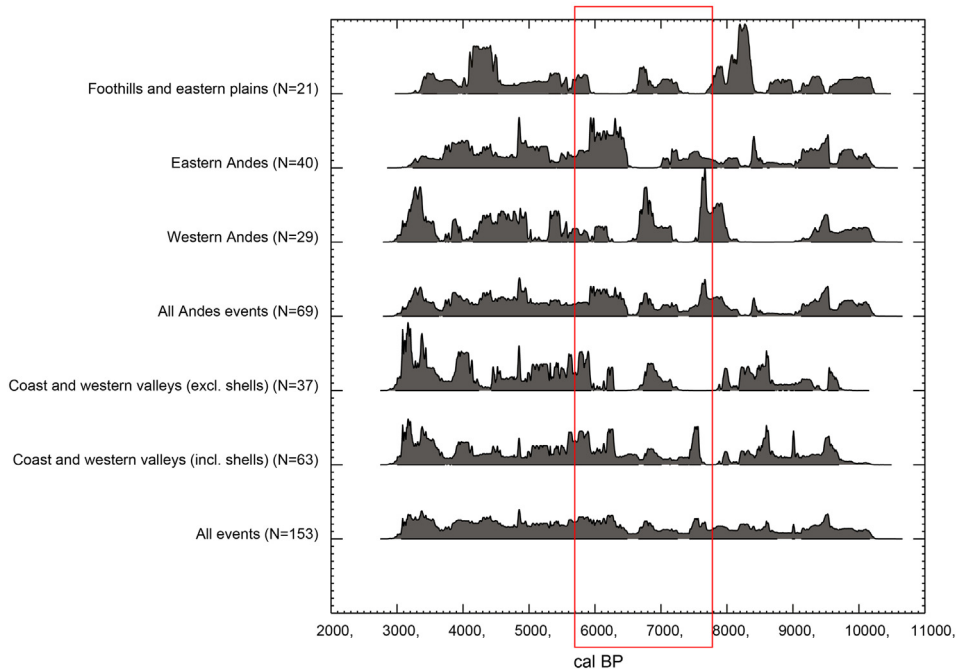 Foothills and eastern plains (N=21)
Eastern Andes (N=40)
Western Andes (N=29)
All Andes events (N=69)
Coast and western valleys (excl. shells) (N=37)
Coast and western valleys (incl. shells) (N=63)
All events (N=153)
2000, 3000, 4000, 5000, 6000, 7000, 8000, 9000, 10000, 11000,
cal BP